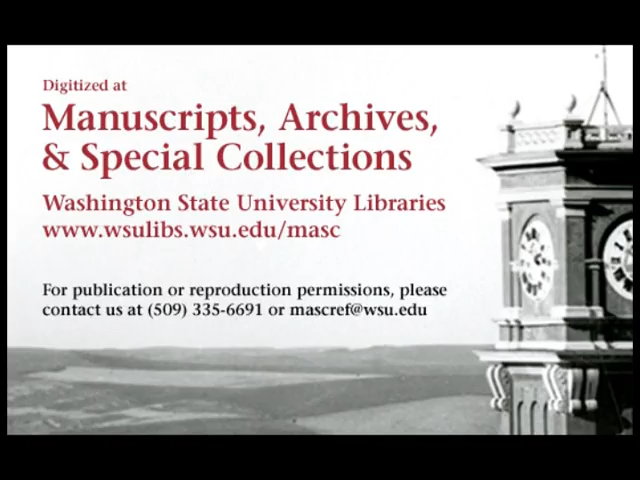 Digitized at
Manuscripts, Archives,
& Special Collections
Washington State University Libraries
www.wsulibs.wsu.edu/masc
For publication or reproduction permissions, please
contact us at (509) 335-6691 or mascref@wsu.edu